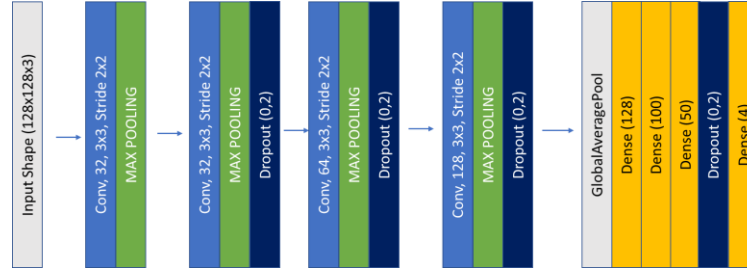 Input Shape (128x128x3)
Conv, 32, 3x3, Stride 2x2
MAX POOLING
Conv, 32, 3x3, Stride 2x2
MAX POOLING
Dropout (0,2)
Conv, 64, 3x3, Stride 2x2
MAX POOLING
Dropout (0,2)
Conv, 128, 3x3, Stride 2x2
MAX POOLING
Dropout (0,2)
GlobalAveragePool
Dense (128)
Dense (100)
Dense (50)
Dropout (0,2)
Dense (4)